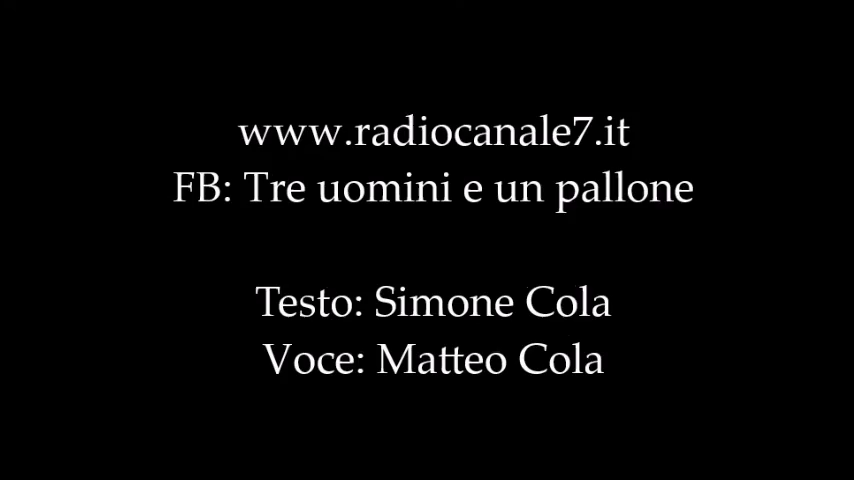 www.radiocanale7.it
FB: Tre uomini e un pallone
Testo: Simone Cola
Voce: Matteo Cola